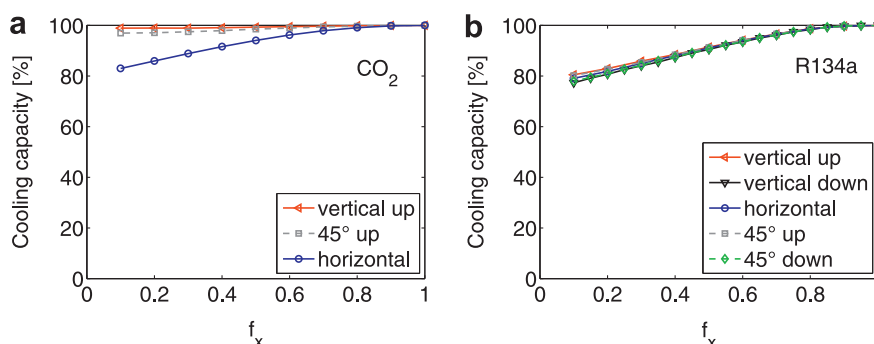 a
Cooling capacity [%]
100
80
60
40
20
0
0
0.2
0.4
0.6
0.8
1
f_x
CO₂
vertical up
45° up
horizontal
b
Cooling capacity [%]
100
80
60
40
20
0
0
0.2
0.4
0.6
0.8
f_x
R134a
vertical up
vertical down
horizontal
45° up
45° down